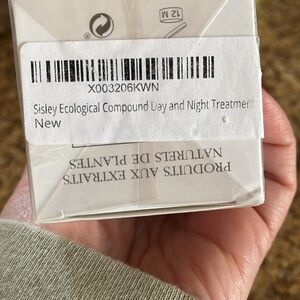 12 M
X003206KWN
Sisley Ecological Compound Day and Night Treatment
New
PRODUITS AUX EXTRAITS
NATURELS DE PLANTES